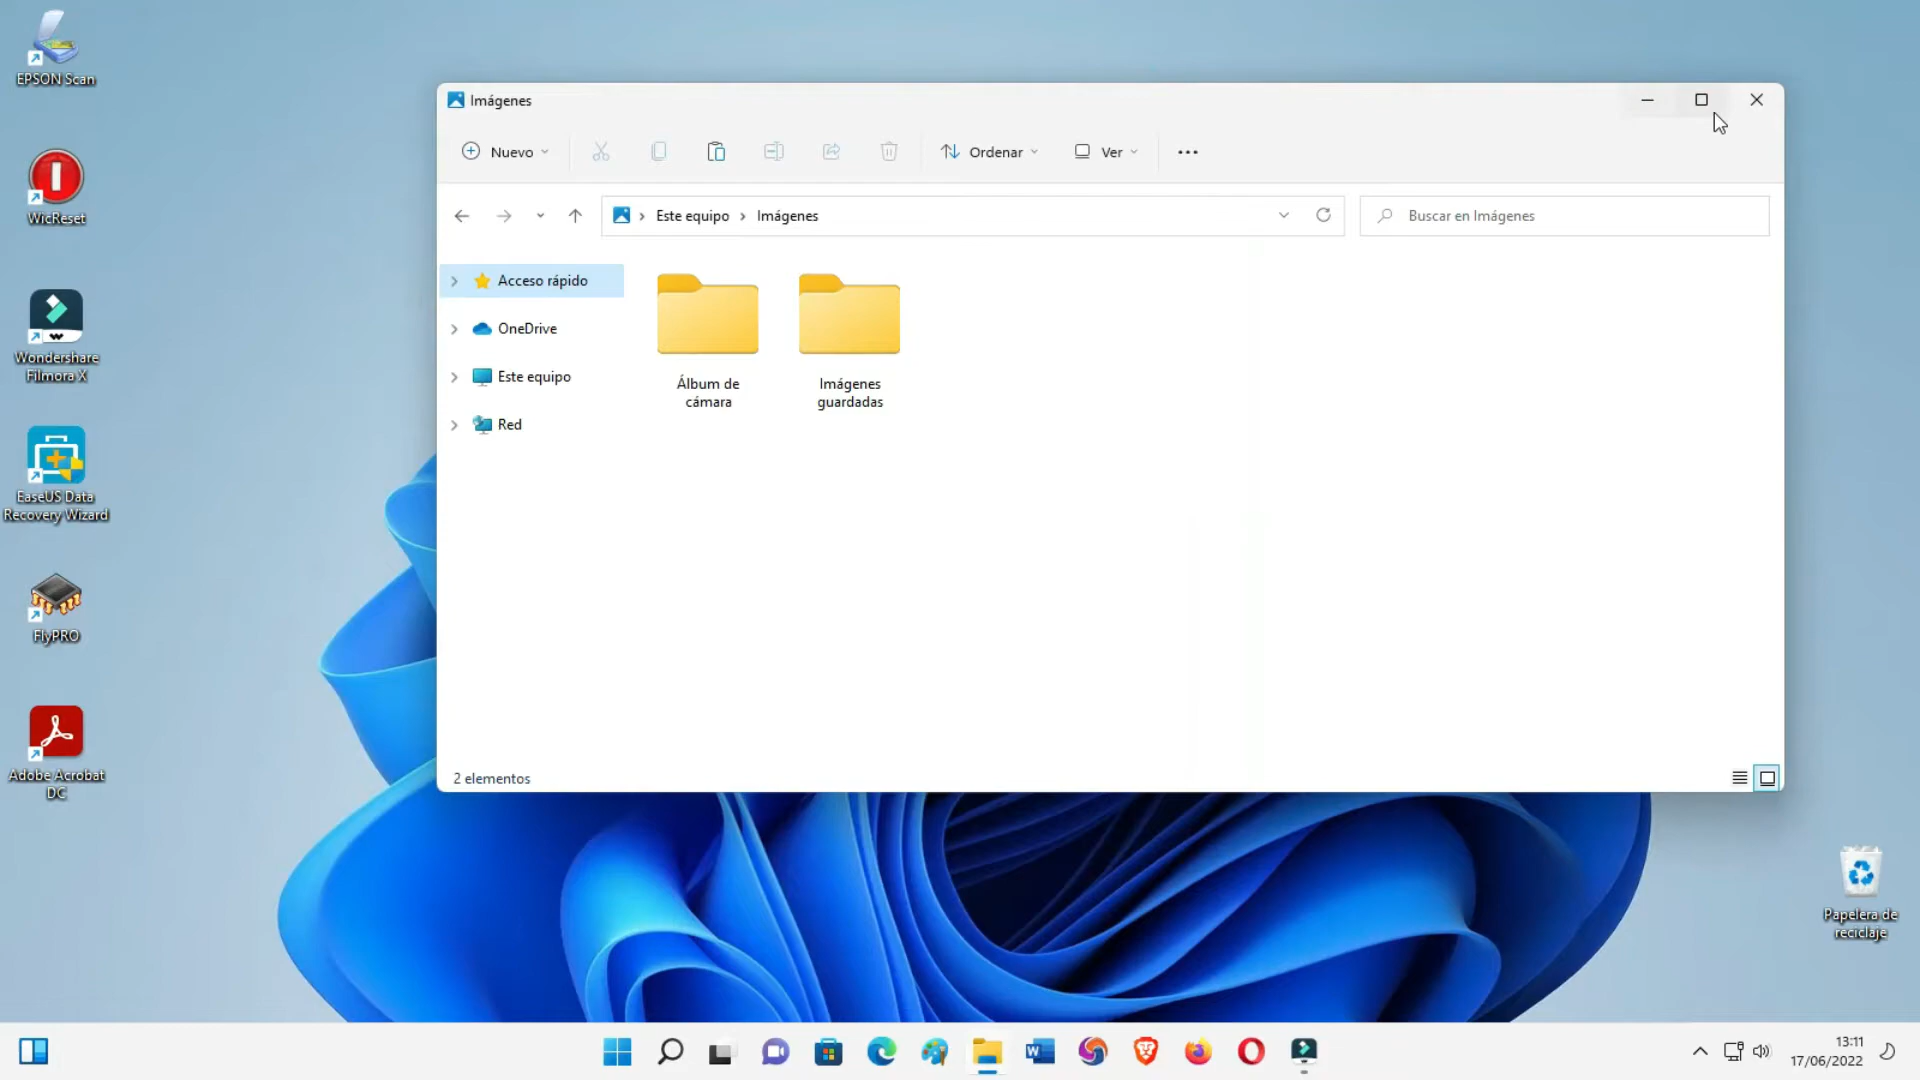 EPSON Scan
WicReset
Wondershare
Filmora X
EaseUS Data
Recovery Wizard
FlyPRO
Adobe Acrobat
DC
Imágenes
Nuevo
Ordenar
Ver
Este equipo
Imágenes
Buscar en Imágenes
Acceso rápido
OneDrive
Este equipo
Red
Álbum de
cámara
Imágenes
guardadas
2 elementos
Papelera de
reciclaje
13:11
17/06/2022